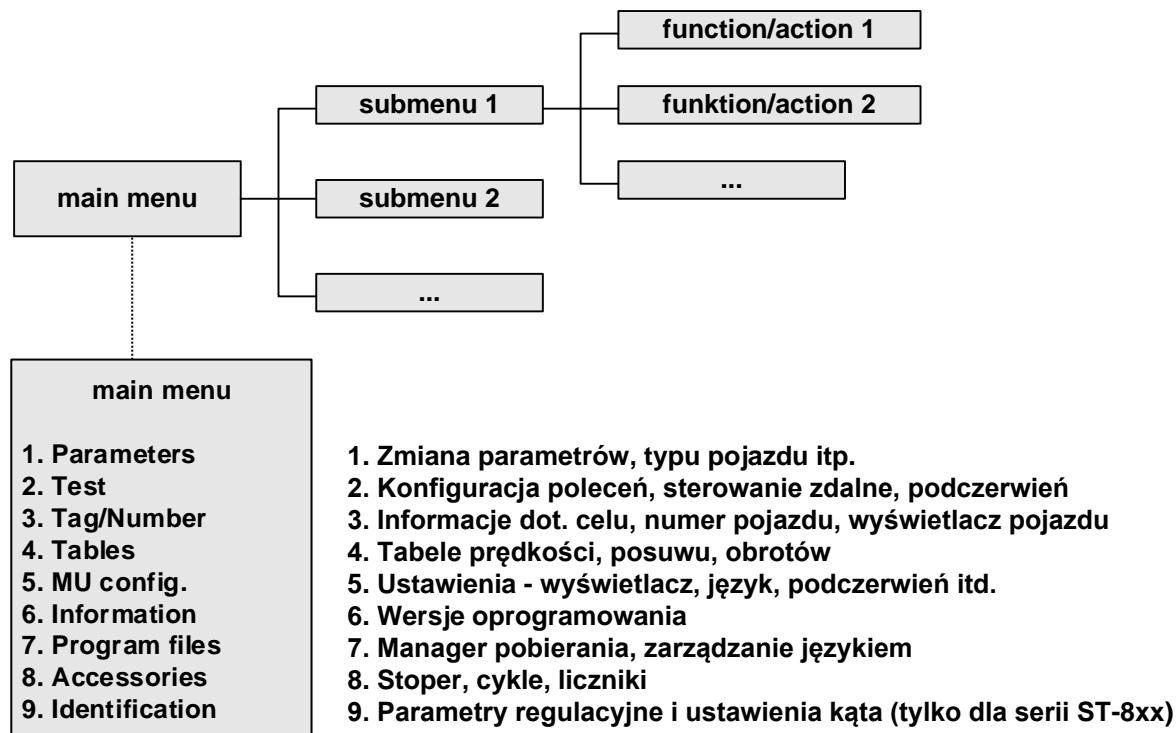 function/action 1
submenu 1
funktion/action 2
main menu
submenu 2
...
...
main menu
1. Parameters
2. Test
3. Tag/Number
4. Tables
5. MU config.
6. Information
7. Program files
8. Accessories
9. Identification
1. Zmiana parametrów, typu pojazdu itp.
2. Konfiguracja poleceń, sterowanie zdalne, podczerwień
3. Informacje dot. celu, numer pojazdu, wyświetlacz pojazdu
4. Tabele prędkości, posuwu, obrotów
5. Ustawienia - wyświetlacz, język, podczerwień itd.
6. Wersje oprogramowania
7. Manager pobierania, zarządzanie językiem
8. Stoper, cykle, liczniki
9. Parametry regulacyjne i ustawienia kąta (tylko dla serii ST-8xx)